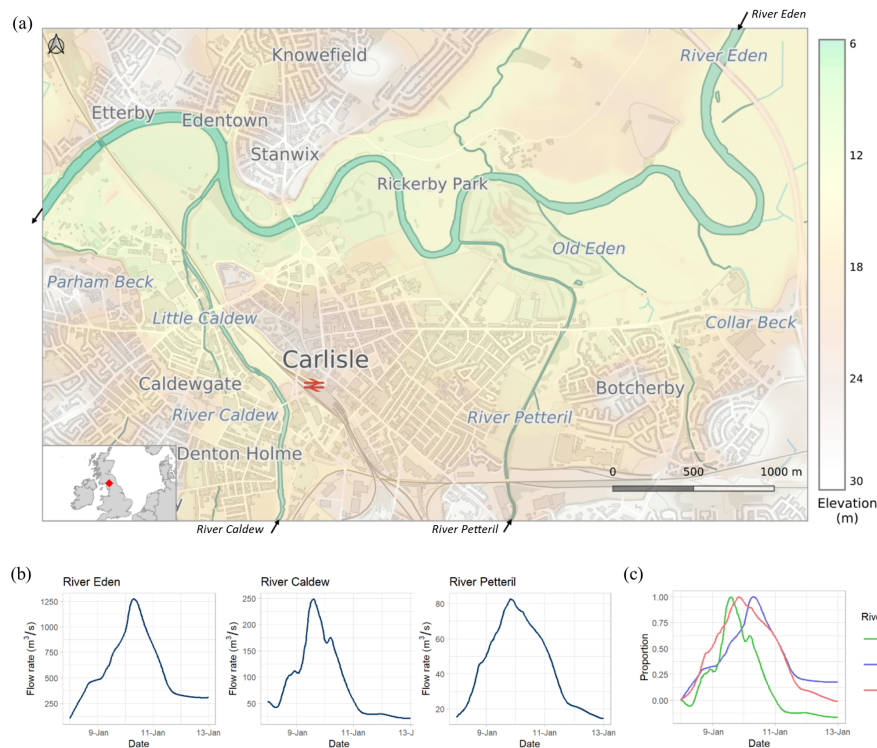 (a)
River Eden
Knowefield
River Eden
6
Etterby
Edentown
Stanwix
12
Rickerby Park
Old Eden
18
Parham Beck
Little Caldew
Collar Beck
Carlisle
Caldewgate
24
Botcherby
River Caldew
River Petteril
Denton Holme
0 500 1000 m
30
Elevation
(m)
River Caldew
River Petteril
(b)
(c)
River Eden
River Caldew
River Petteril
Flow rate (m³/s)
1250
1000
750
500
250
9-Jan 11-Jan 13-Jan
Date
Flow rate (m³/s)
250
200
150
100
50
9-Jan 11-Jan 13-J
Date
Flow rate (m³/s)
80
60
40
20
9-Jan 11-Jan 13-Jan
Date
Proportion
1.00
0.75
0.50
0.25
0.00
9-Jan 11-Jan 13-Jan
Date
Rive